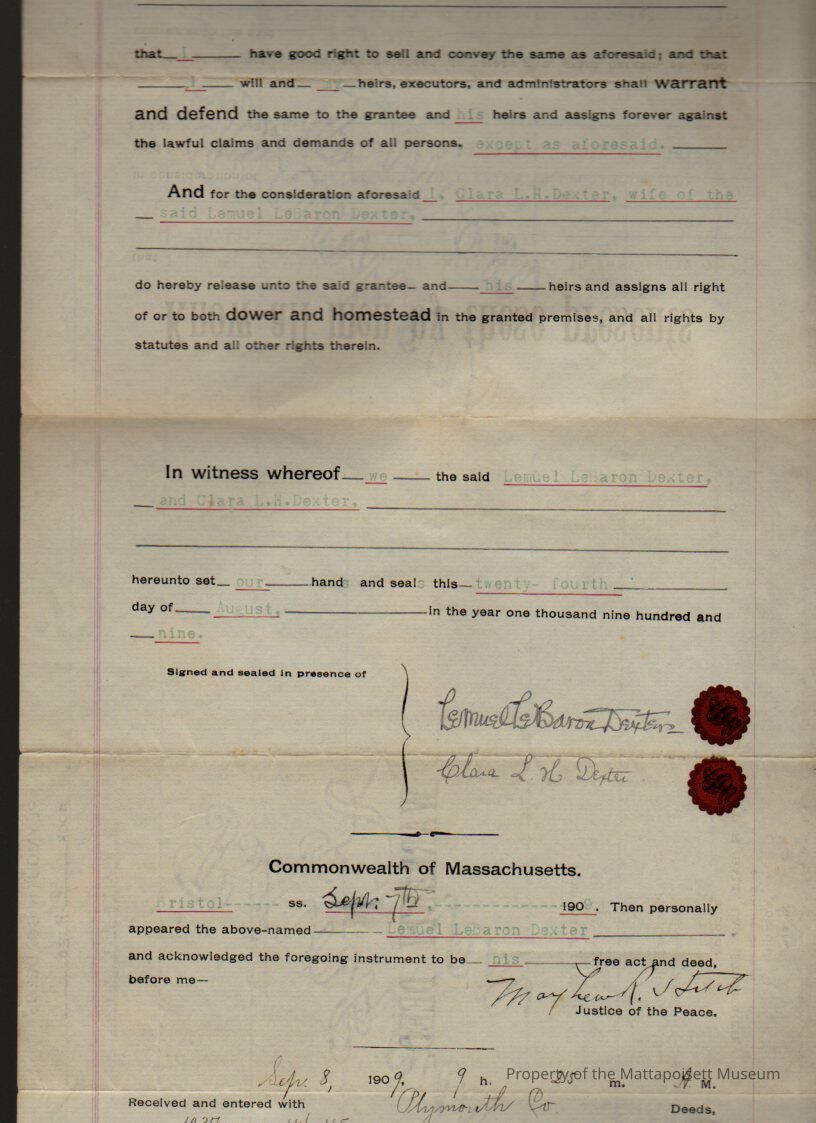 that I have good right to sell and convey the same as aforesaid; and that
I will and my heirs, executors, and administrators shall warrant
and defend the same to the grantee and his heirs and assigns forever against
the lawful claims and demands of all persons. except as aforesaid.
And for the consideration aforesaid I, Clara L.H.Dexter, wife of the
said Lemuel LeBaron Dexter,
do hereby release unto the said grantee and his heirs and assigns all right
of or to both dower and homestead in the granted premises, and all rights by
statutes and all other rights therein.
In witness whereof we the said Lemuel LeBaron Dexter,
and Clara L.H.Dexter,
hereunto set our hands and seals this twenty-fourth
day of August, in the year one thousand nine hundred and
nine.
Signed and sealed in presence of
Lemuel LeBaron Dexter
Clara L. H. Dexter
Commonwealth of Massachusetts.
Bristol ss. Sept. 7th, 1909. Then personally
appeared the above-named Lemuel LeBaron Dexter
and acknowledged the foregoing instrument to be his free act and deed,
before me—
Mayhew R. Hitch
Justice of the Peace.
Sep. 8, 1909. 9 h. 25 m. A. M.
Property of the Mattapoisett Museum
Received and entered with Plymouth Co. Deeds,